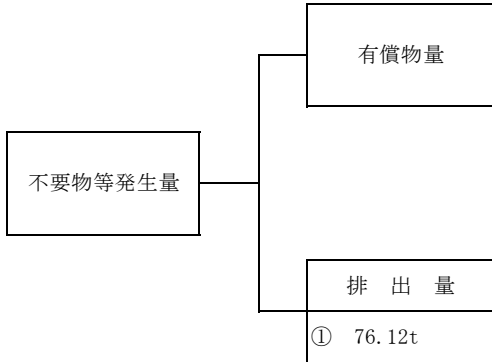 有償物量
不要物等発生量
排　出　量
①　76.12t